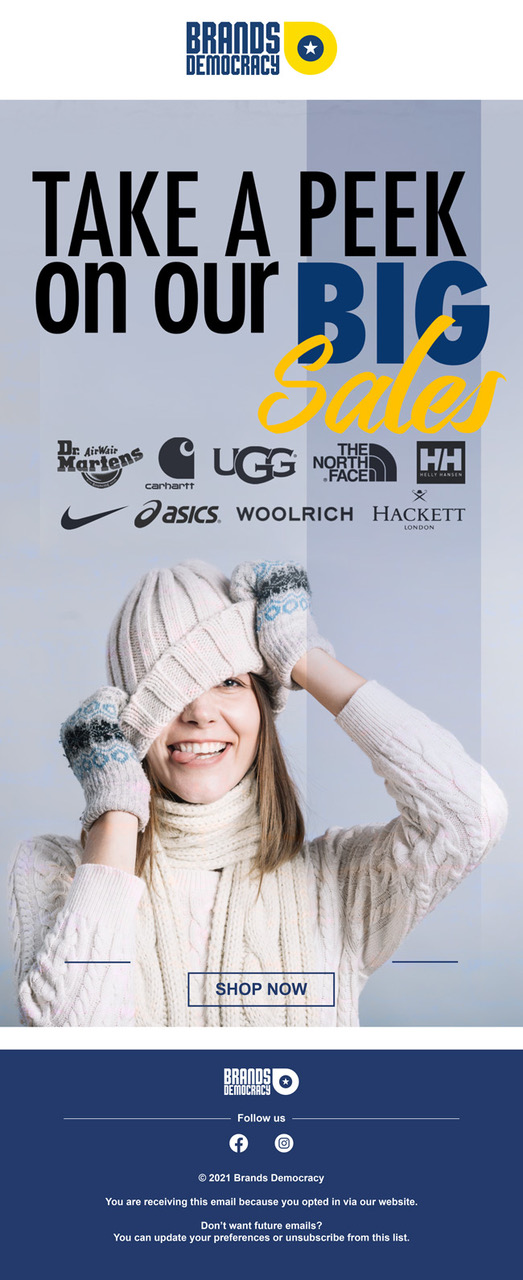 BRANDS
DEMOCRACY
TAKE A PEEK
on our BIG
Sales
Dr. AirWair
Martens
carhartt
UGG®
THE
NORTH
FACE
HH
HELLY HANSEN
asics
WOOLRICH
HACKETT
LONDON
SHOP NOW
BRANDS
DEMOCRACY
Follow us
© 2021 Brands Democracy
You are receiving this email because you opted in via our website.
Don't want future emails?
You can update your preferences or unsubscribe from this list.